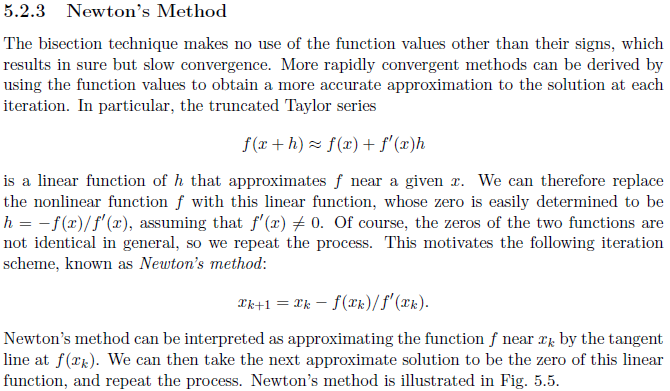 5.2.3 Newton's Method
The bisection technique makes no use of the function values other than their signs, which
results in sure but slow convergence. More rapidly convergent methods can be derived by
using the function values to obtain a more accurate approximation to the solution at each
iteration. In particular, the truncated Taylor series
f(x + h) ≈ f(x) + f′(x)h
is a linear function of h that approximates f near a given x. We can therefore replace
the nonlinear function f with this linear function, whose zero is easily determined to be
h = −f(x)/f′(x), assuming that f′(x) ≠ 0. Of course, the zeros of the two functions are
not identical in general, so we repeat the process. This motivates the following iteration
scheme, known as Newton's method:
xₖ₊₁ = xₖ − f(xₖ)/f′(xₖ).
Newton's method can be interpreted as approximating the function f near xₖ by the tangent
line at f(xₖ). We can then take the next approximate solution to be the zero of this linear
function, and repeat the process. Newton's method is illustrated in Fig. 5.5.